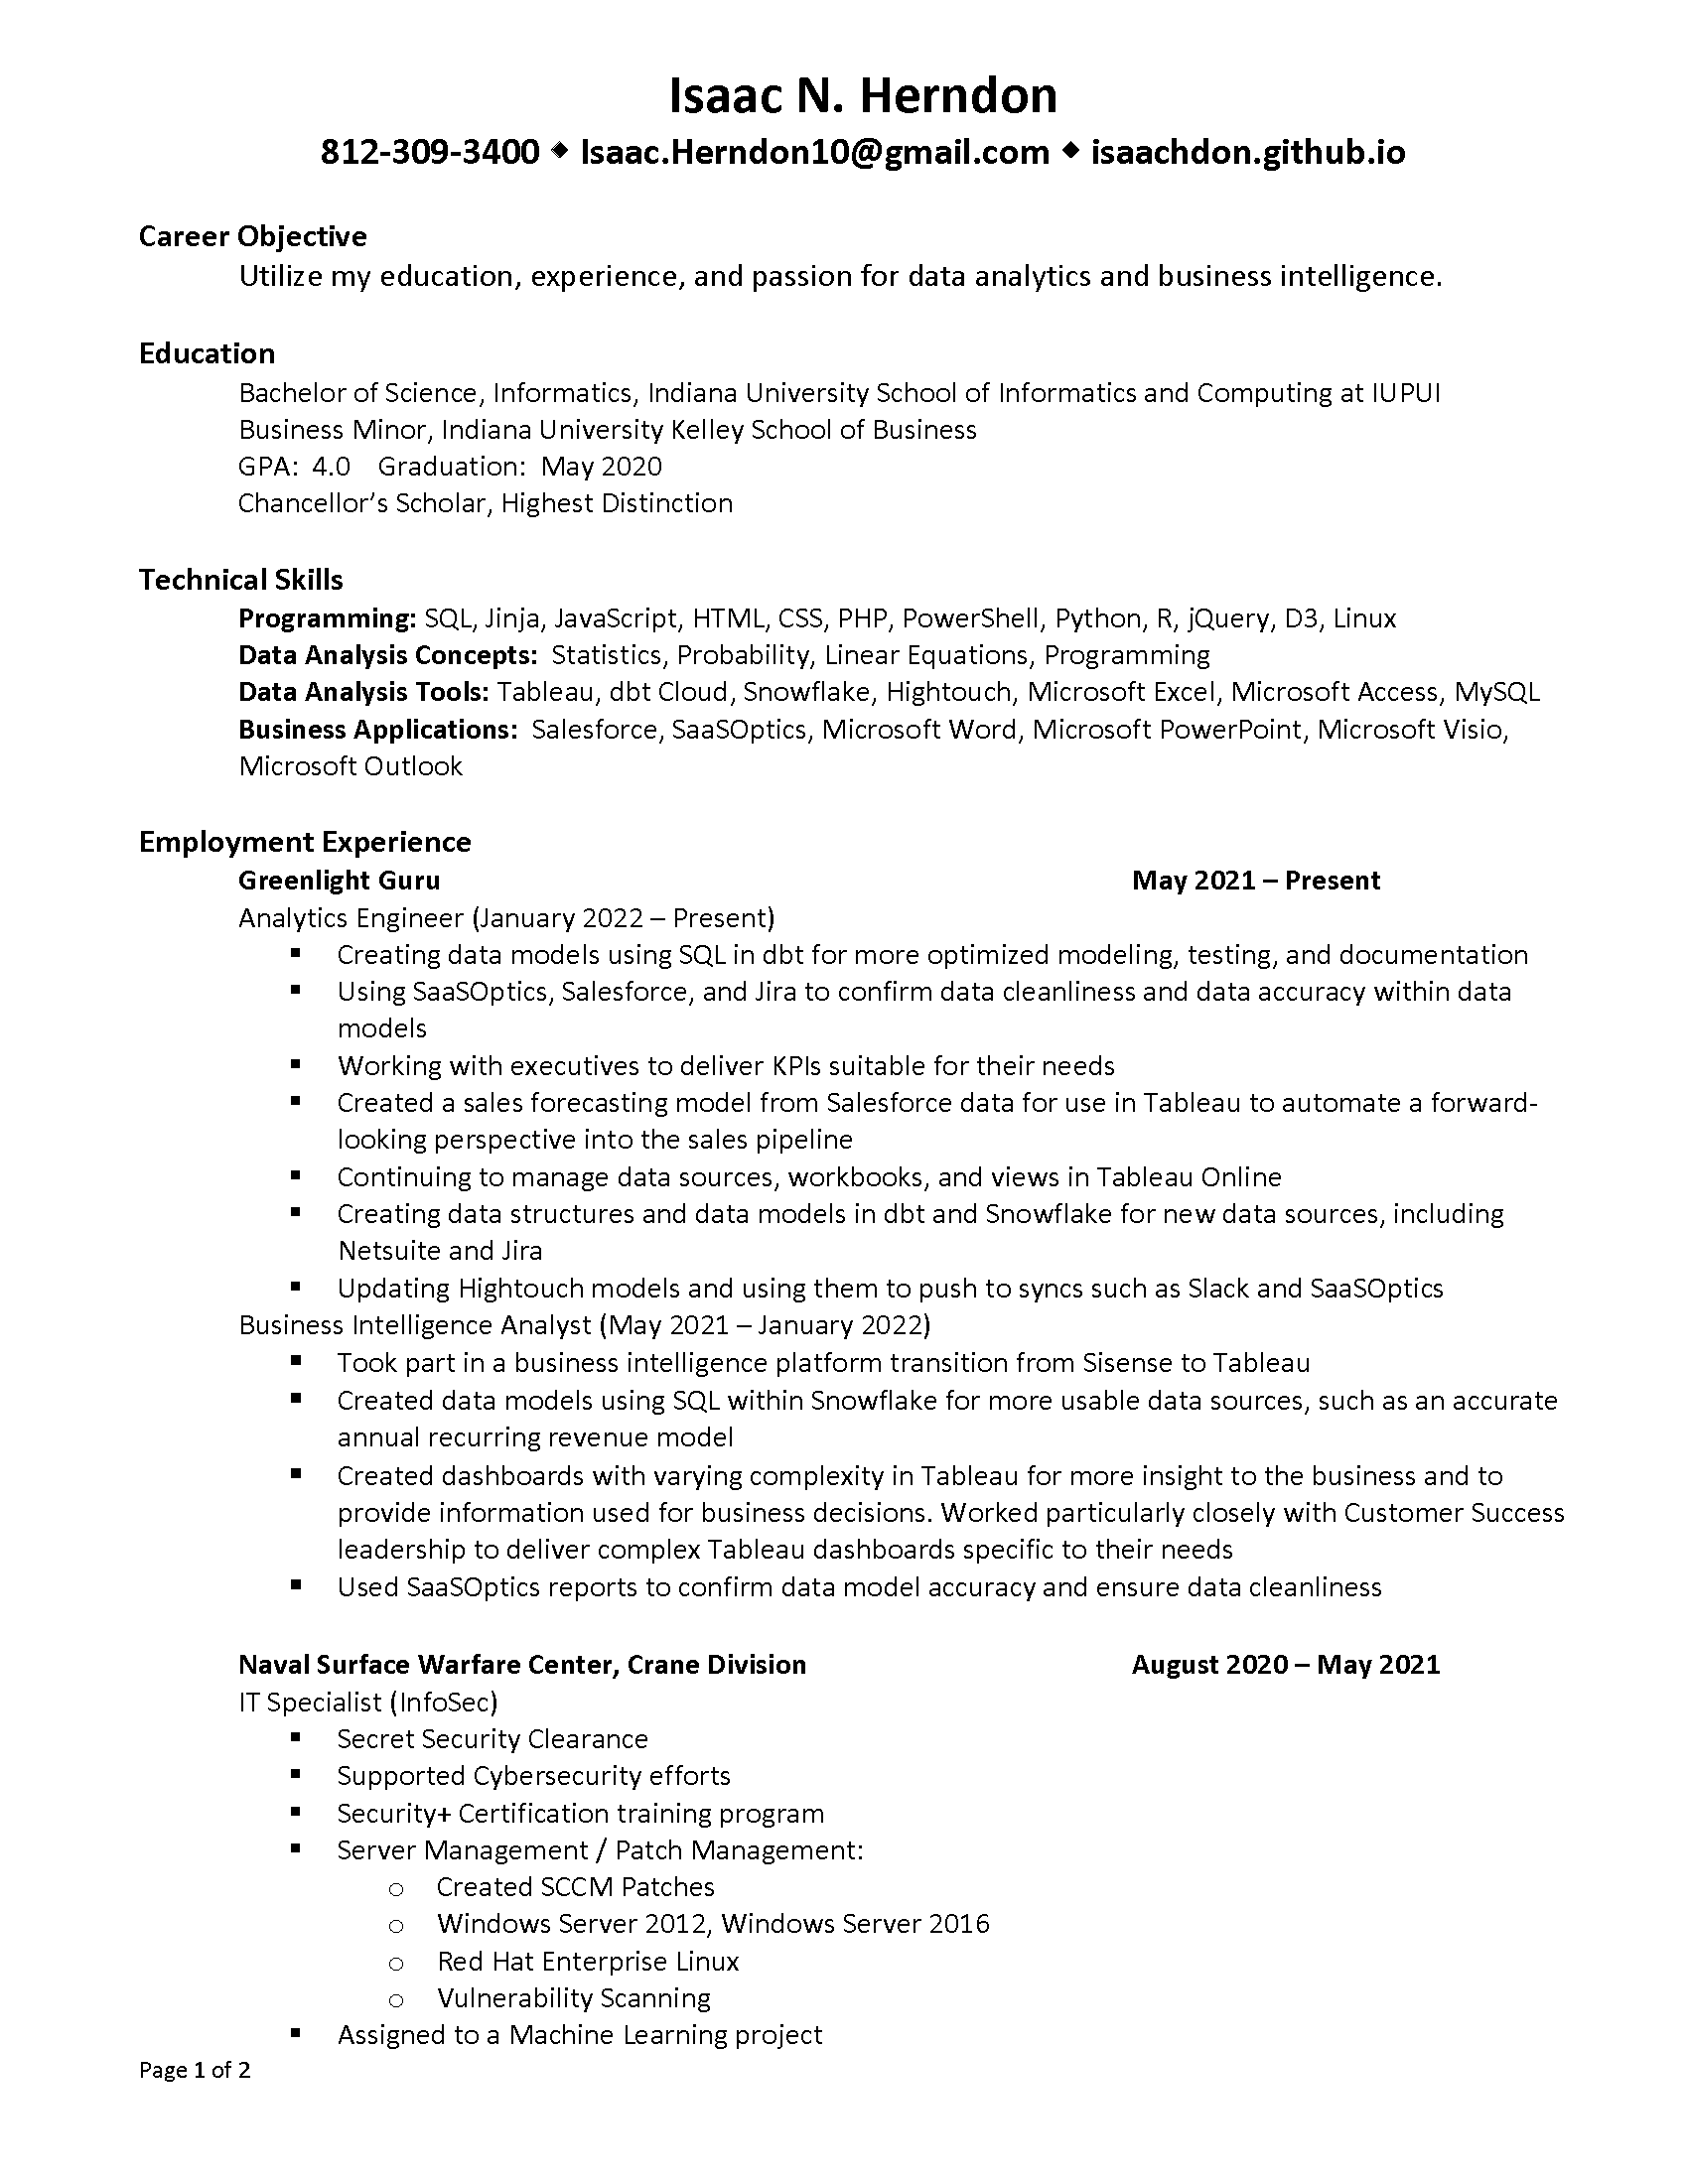 Isaac N. Herndon
812-309-3400 ◆ Isaac.Herndon10@gmail.com ◆ isaachdon.github.io
Career Objective
Utilize my education, experience, and passion for data analytics and business intelligence.
Education
Bachelor of Science, Informatics, Indiana University School of Informatics and Computing at IUPUI
Business Minor, Indiana University Kelley School of Business
GPA:  4.0    Graduation:  May 2020
Chancellor’s Scholar, Highest Distinction
Technical Skills
Programming: SQL, Jinja, JavaScript, HTML, CSS, PHP, PowerShell, Python, R, jQuery, D3, Linux
Data Analysis Concepts:  Statistics, Probability, Linear Equations, Programming
Data Analysis Tools: Tableau, dbt Cloud, Snowflake, Hightouch, Microsoft Excel, Microsoft Access, MySQL
Business Applications:  Salesforce, SaaSOptics, Microsoft Word, Microsoft PowerPoint, Microsoft Visio,
Microsoft Outlook
Employment Experience
Greenlight Guru May 2021 – Present
Analytics Engineer (January 2022 – Present)
▪ Creating data models using SQL in dbt for more optimized modeling, testing, and documentation
▪ Using SaaSOptics, Salesforce, and Jira to confirm data cleanliness and data accuracy within data
models
▪ Working with executives to deliver KPIs suitable for their needs
▪ Created a sales forecasting model from Salesforce data for use in Tableau to automate a forward-
looking perspective into the sales pipeline
▪ Continuing to manage data sources, workbooks, and views in Tableau Online
▪ Creating data structures and data models in dbt and Snowflake for new data sources, including
Netsuite and Jira
▪ Updating Hightouch models and using them to push to syncs such as Slack and SaaSOptics
Business Intelligence Analyst (May 2021 – January 2022)
▪ Took part in a business intelligence platform transition from Sisense to Tableau
▪ Created data models using SQL within Snowflake for more usable data sources, such as an accurate
annual recurring revenue model
▪ Created dashboards with varying complexity in Tableau for more insight to the business and to
provide information used for business decisions. Worked particularly closely with Customer Success
leadership to deliver complex Tableau dashboards specific to their needs
▪ Used SaaSOptics reports to confirm data model accuracy and ensure data cleanliness
Naval Surface Warfare Center, Crane Division August 2020 – May 2021
IT Specialist (InfoSec)
▪ Secret Security Clearance
▪ Supported Cybersecurity efforts
▪ Security+ Certification training program
▪ Server Management / Patch Management:
o Created SCCM Patches
o Windows Server 2012, Windows Server 2016
o Red Hat Enterprise Linux
o Vulnerability Scanning
▪ Assigned to a Machine Learning project
Page 1 of 2